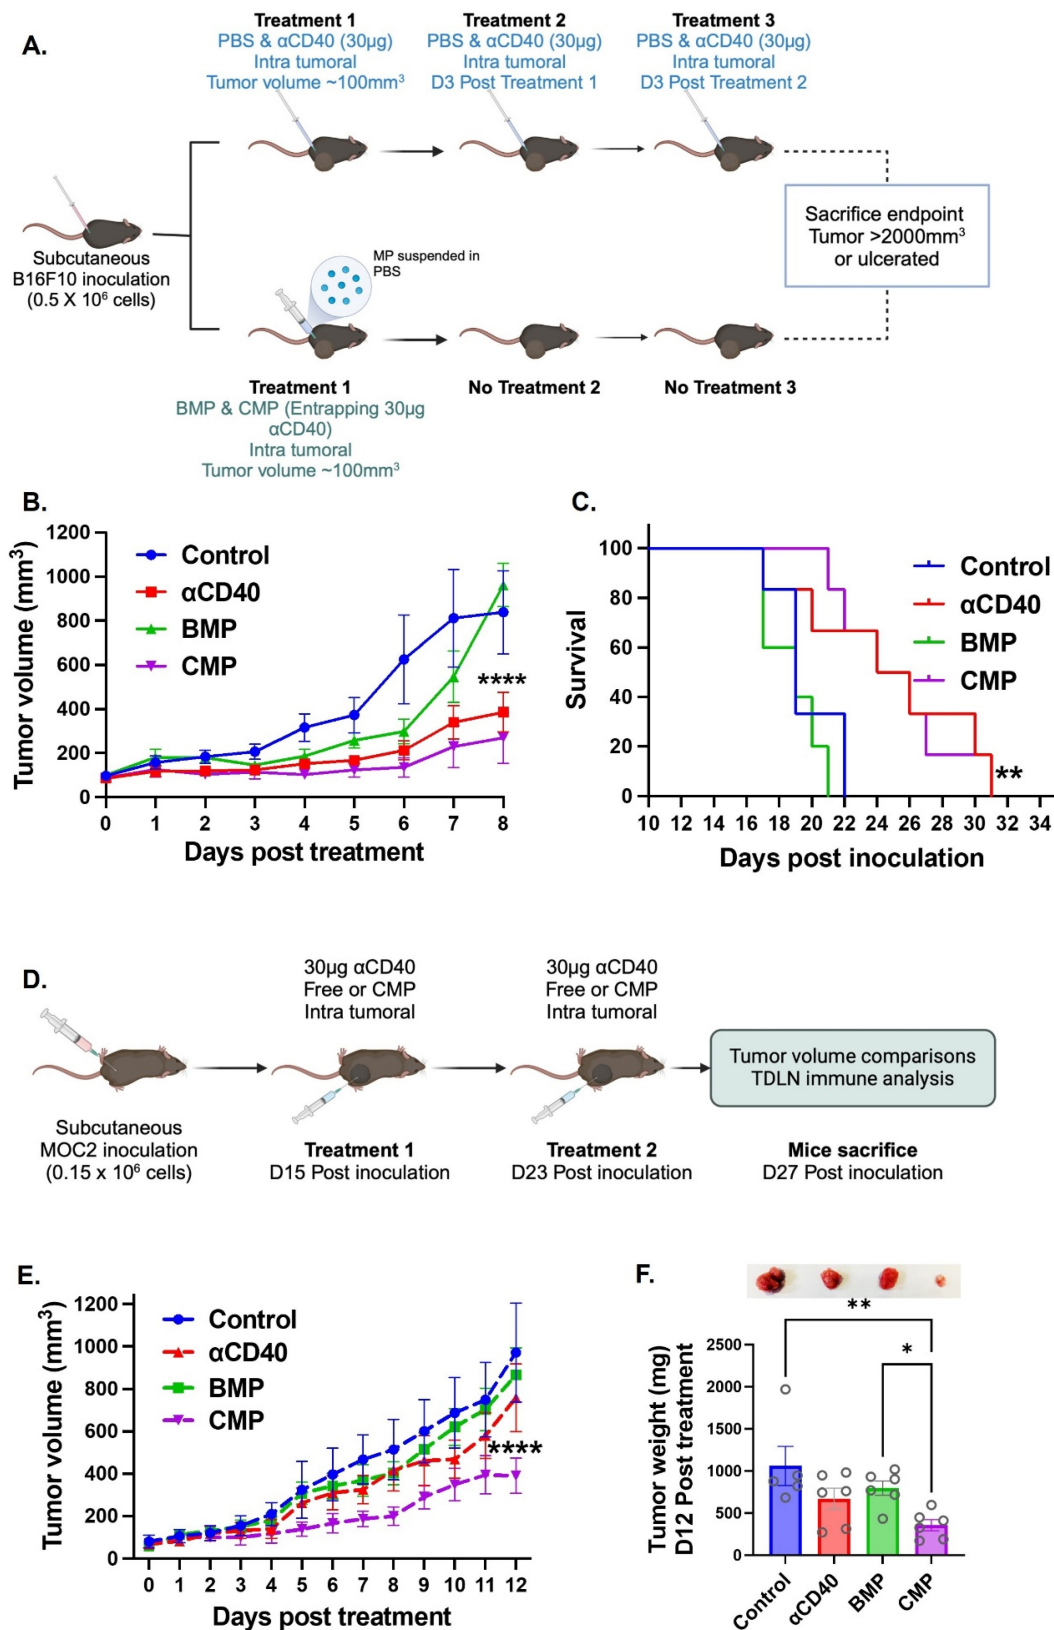 A.
Treatment 1
PBS & αCD40 (30μg)
Intra tumoral
Tumor volume ~100mm³
Treatment 2
PBS & αCD40 (30μg)
Intra tumoral
D3 Post Treatment 1
Treatment 3
PBS & αCD40 (30μg)
Intra tumoral
D3 Post Treatment 2
Subcutaneous
B16F10 inoculation
(0.5 X 10⁶ cells)
MP suspended in
PBS
Sacrifice endpoint
Tumor >2000mm³
or ulcerated
Treatment 1
BMP & CMP (Entrapping 30μg
αCD40)
Intra tumoral
Tumor volume ~100mm³
No Treatment 2
No Treatment 3
B.
Tumor volume (mm³)
1200
1000
800
600
400
200
0
Control
αCD40
BMP
CMP
****
0 1 2 3 4 5 6 7 8
Days post treatment
C.
Survival
100
80
60
40
20
0
Control
αCD40
BMP
CMP
**
10 12 14 16 18 20 22 24 26 28 30 32 34
Days post inoculation
D.
30μg αCD40
Free or CMP
Intra tumoral
30μg αCD40
Free or CMP
Intra tumoral
Tumor volume comparisons
TDLN immune analysis
Subcutaneous
MOC2 inoculation
(0.15 x 10⁶ cells)
Treatment 1
D15 Post inoculation
Treatment 2
D23 Post inoculation
Mice sacrifice
D27 Post inoculation
E.
Tumor volume (mm³)
1200
1000
800
600
400
200
0
Control
αCD40
BMP
CMP
****
0 1 2 3 4 5 6 7 8 9 10 11 12
Days post treatment
F.
**
*
Tumor weight (mg)
D12 Post treatment
2500
2000
1500
1000
500
0
Control
αCD40
BMP
CMP